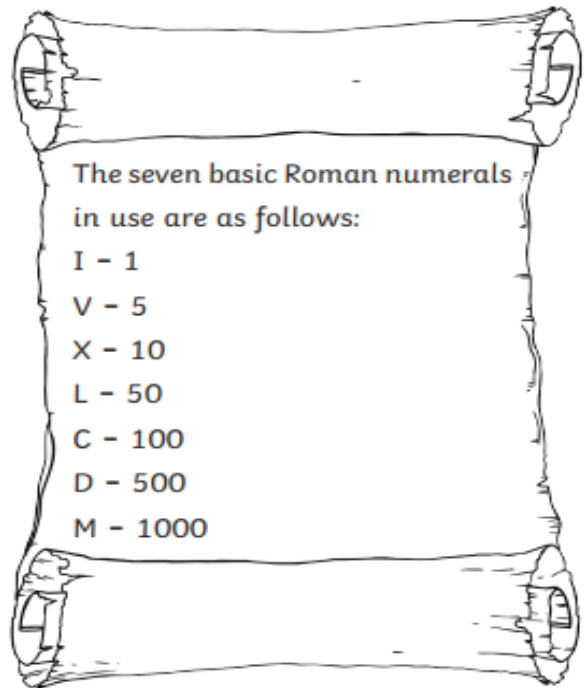 The seven basic Roman numerals
in use are as follows:
I – 1
V – 5
X – 10
L – 50
C – 100
D – 500
M – 1000